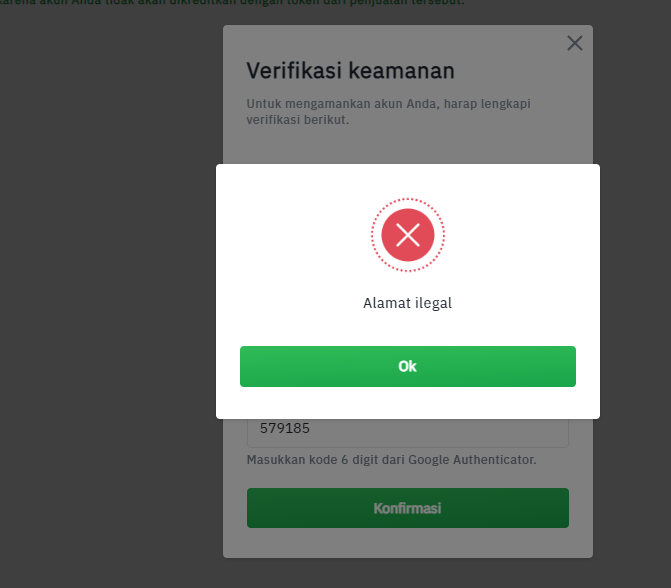 karena akun Anda tidak akan dikreditkan dengan token dari penjualan tersebut.
Verifikasi keamanan
Untuk mengamankan akun Anda, harap lengkapi
verifikasi berikut.
Alamat ilegal
Ok
579185
Masukkan kode 6 digit dari Google Authenticator.
Konfirmasi